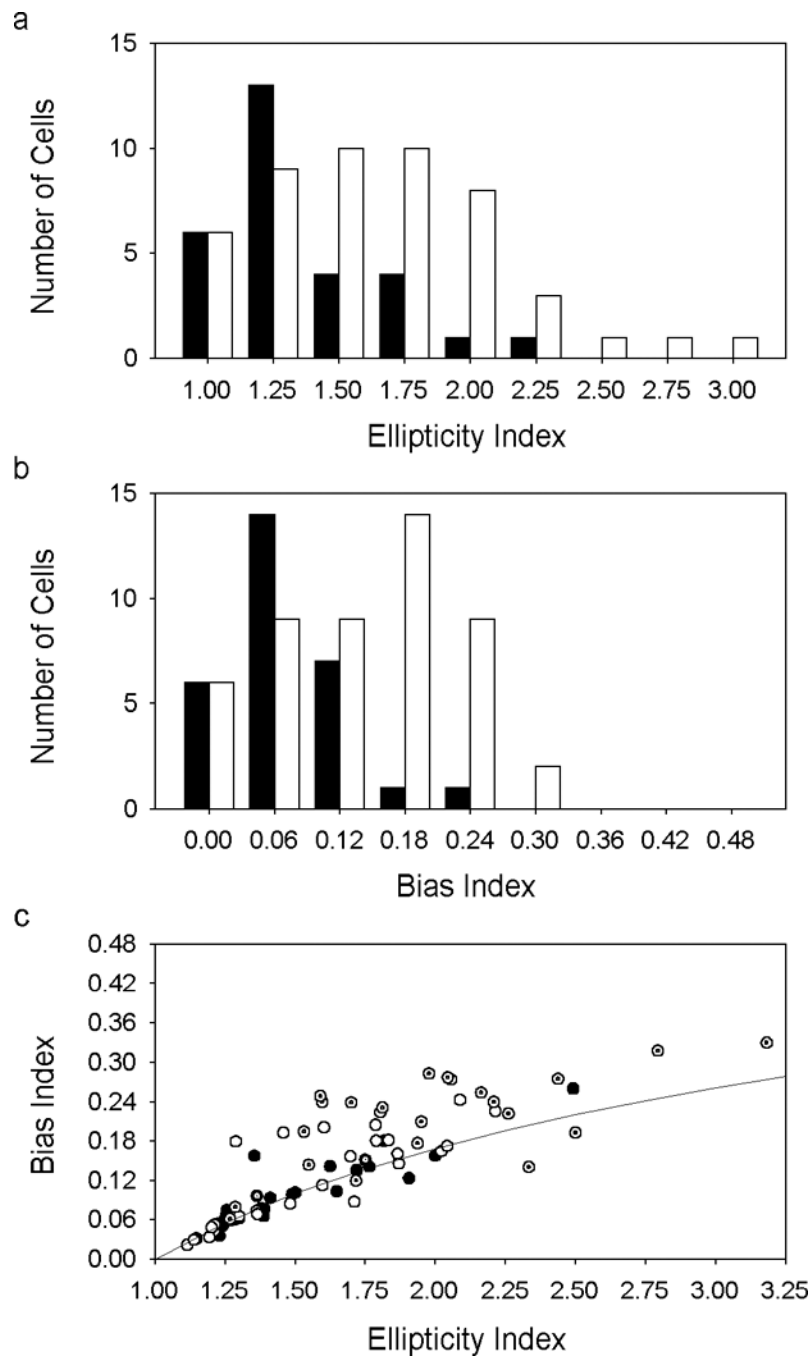 a
15
10
5
0
Number of Cells
1.00 1.25 1.50 1.75 2.00 2.25 2.50 2.75 3.00
Ellipticity Index
b
15
10
5
0
Number of Cells
0.00 0.06 0.12 0.18 0.24 0.30 0.36 0.42 0.48
Bias Index
c
0.48
0.42
0.36
0.30
0.24
0.18
0.12
0.06
0.00
Bias Index
1.00 1.25 1.50 1.75 2.00 2.25 2.50 2.75 3.00 3.25
Ellipticity Index